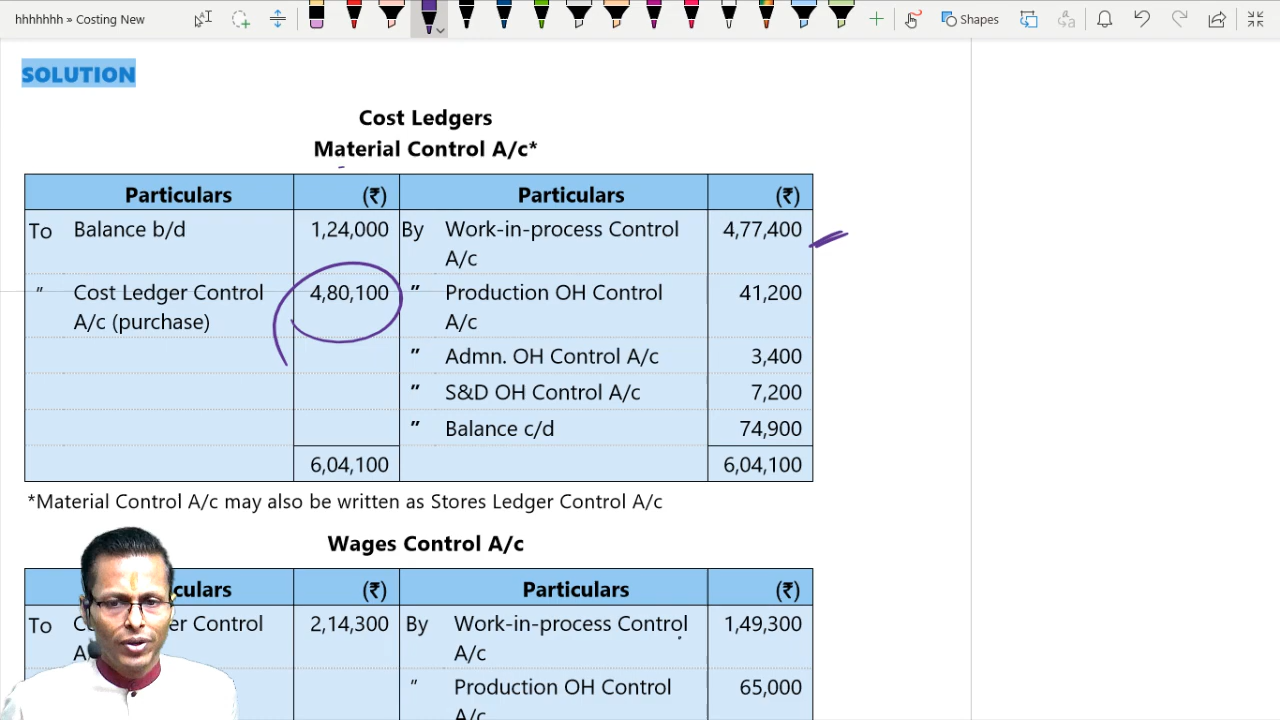 hhhhhhh » Costing New
Shapes
SOLUTION
Cost Ledgers
Material Control A/c*
Particulars (₹) Particulars (₹)
To Balance b/d 1,24,000 By Work-in-process Control 4,77,400
A/c
" Cost Ledger Control 4,80,100 " Production OH Control 41,200
A/c (purchase) A/c
" Admn. OH Control A/c 3,400
" S&D OH Control A/c 7,200
" Balance c/d 74,900
6,04,100 6,04,100
*Material Control A/c may also be written as Stores Ledger Control A/c
Wages Control A/c
culars (₹) Particulars (₹)
To C er Control 2,14,300 By Work-in-process Control 1,49,300
A/c
" Production OH Control 65,000
A/c